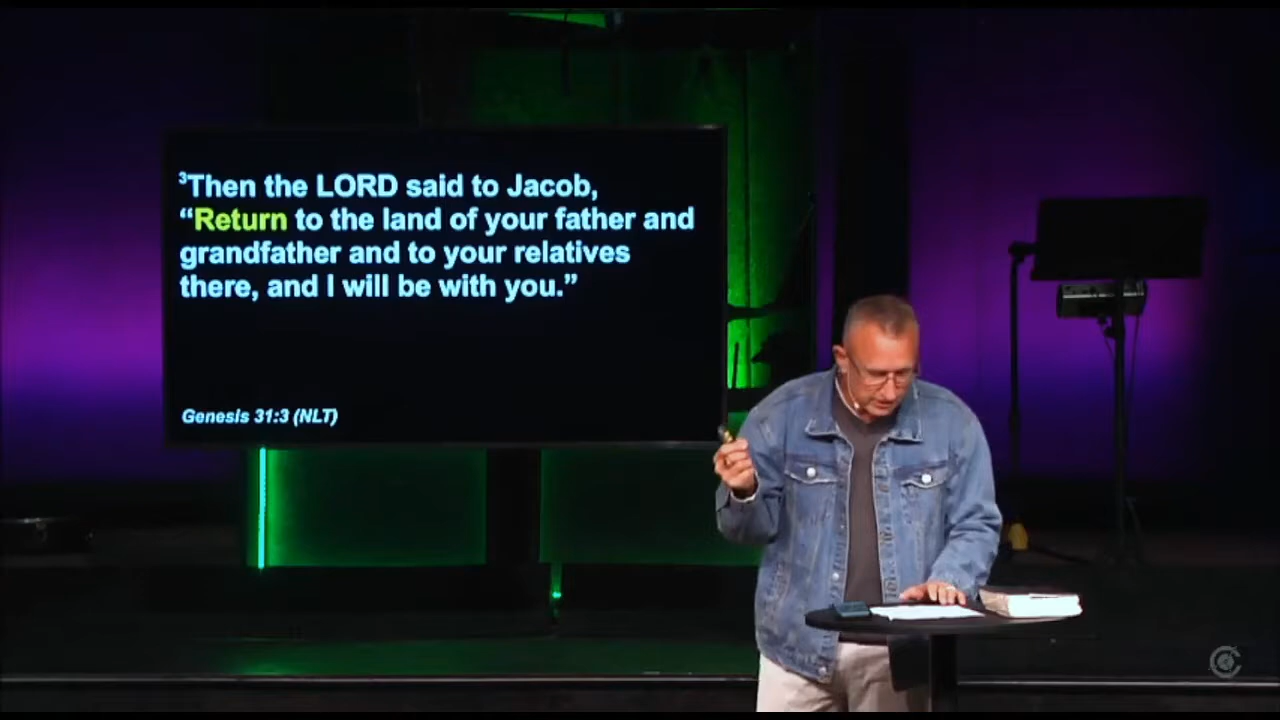 ³Then the LORD said to Jacob,
“Return to the land of your father and
grandfather and to your relatives
there, and I will be with you.”
Genesis 31:3 (NLT)